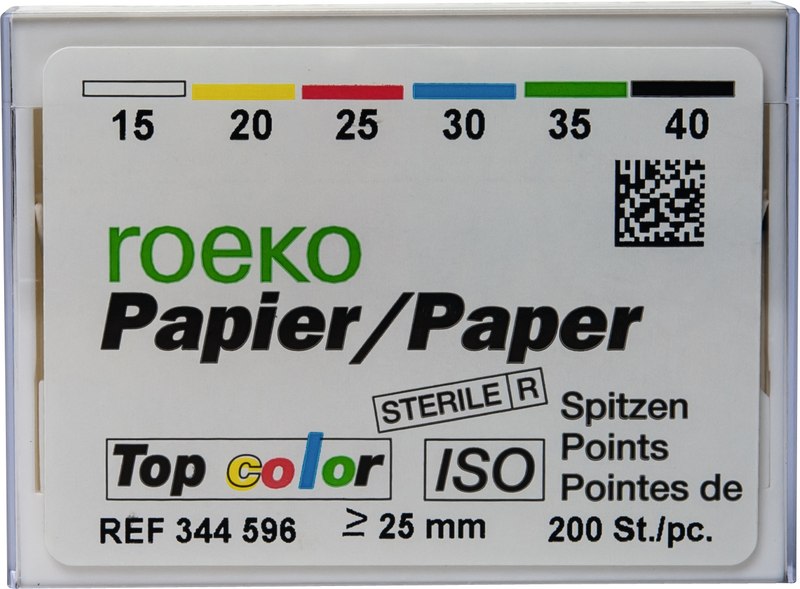 15 20 25 30 35 40
roeko
Papier/Paper
STERILE R
Spitzen
Points
Pointes de
Top color
ISO
REF 344 596 ≥ 25 mm 200 St./pc.